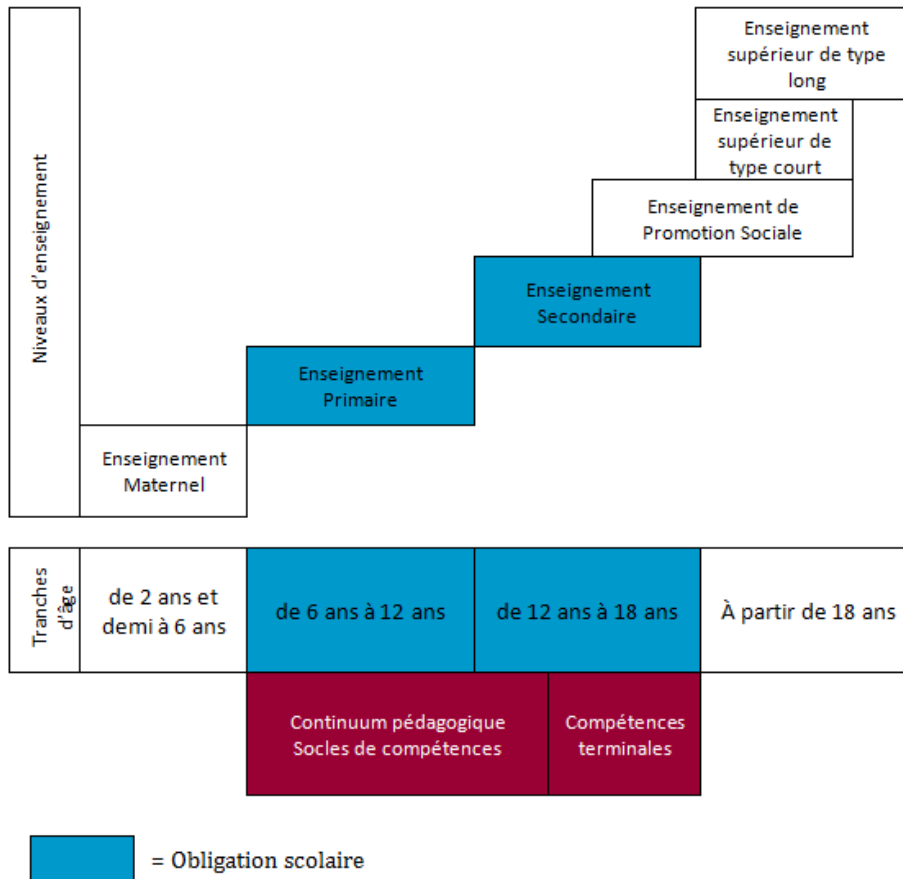 Niveaux d'enseignement
Enseignement
supérieur de type
long
Enseignement
supérieur de
type court
Enseignement de
Promotion Sociale
Enseignement
Secondaire
Enseignement
Primaire
Enseignement
Maternel
Tranches
d'âge
de 2 ans et
demi à 6 ans
de 6 ans à 12 ans
de 12 ans à 18 ans
À partir de 18 ans
Continuum pédagogique
Socles de compétences
Compétences
terminales
= Obligation scolaire